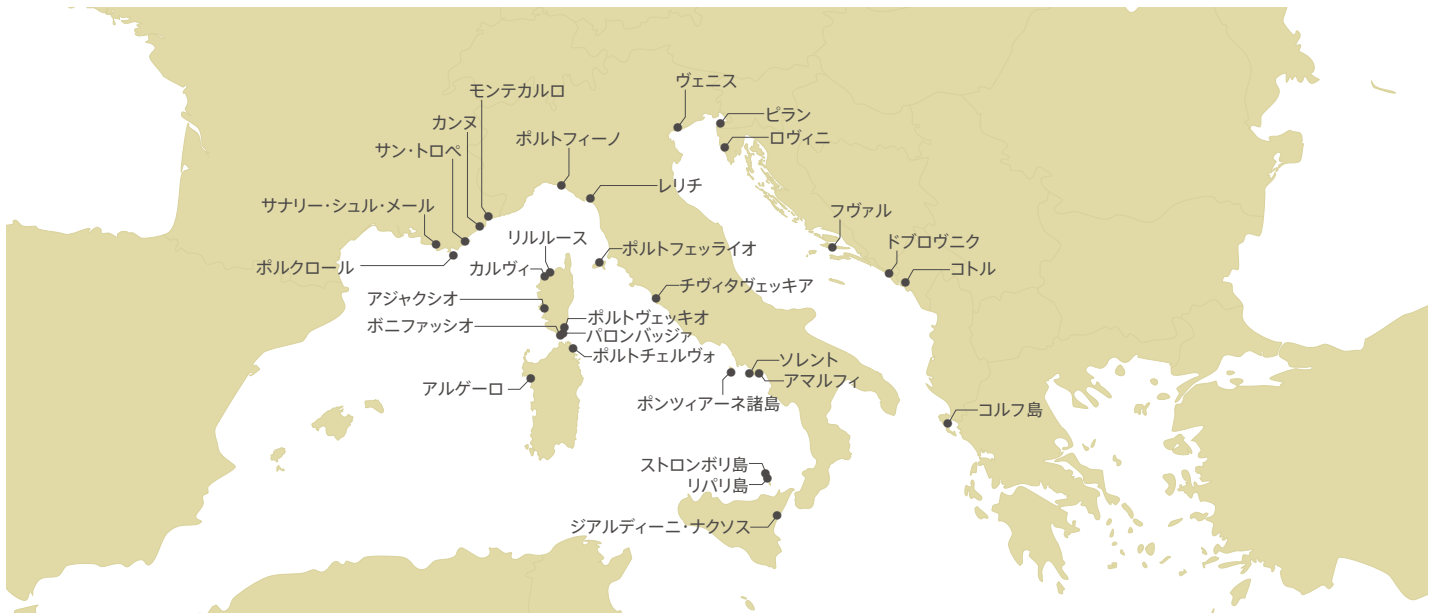 ヴェニス
モンテカルロ
ピラン
カンヌ
ポルトフィーノ
ロヴィニ
サン・トロペ
レリチ
サナリー・シュル・メール
フヴァル
リルルース
ドブロヴニク
ポルトフェッライオ
ポルクロール
カルヴィ
コトル
チヴィタヴェッキア
アジャクシオ
ポルトヴェッキオ
ボニファッシオ
パロンバッジァ
ポルトチェルヴォ
ソレント
アマルフィ
アルゲーロ
ポンツィアーネ諸島
コルフ島
ストロンボリ島
リパリ島
ジアルディーニ・ナクソス